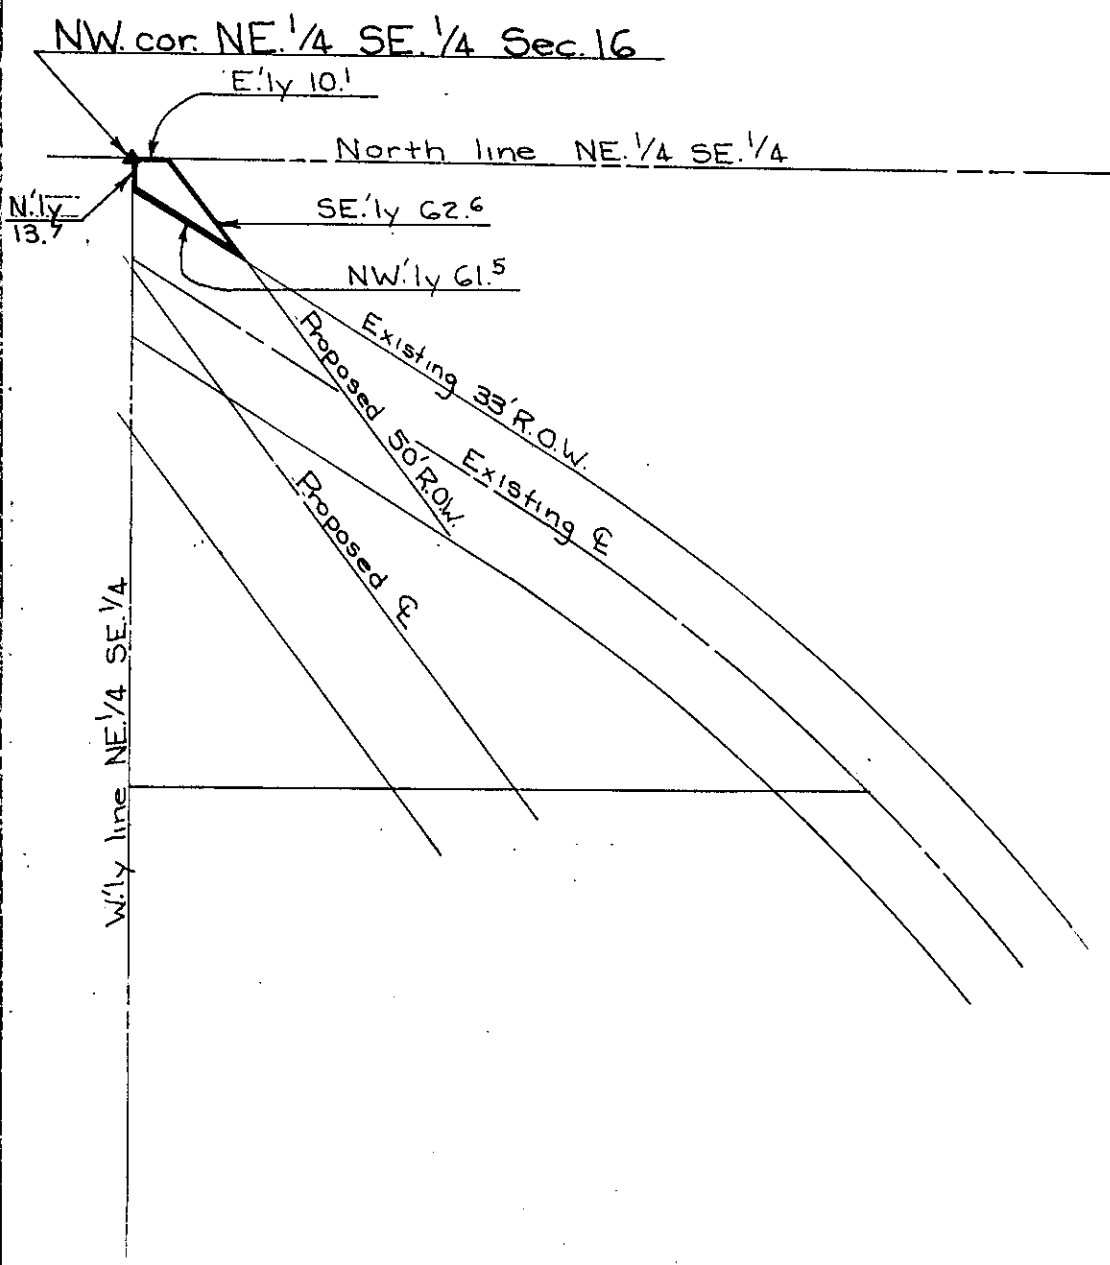 NW. cor. NE. 1/4 SE. 1/4 Sec. 16
E.'ly 10.1
North line NE. 1/4 SE. 1/4
N.'ly
13.7
SE.'ly 62.6
NW.'ly 61.5
Existing 33' R.O.W.
Proposed 50' R.O.W.
Existing ℄
Proposed ℄
W.'ly line NE. 1/4 SE. 1/4